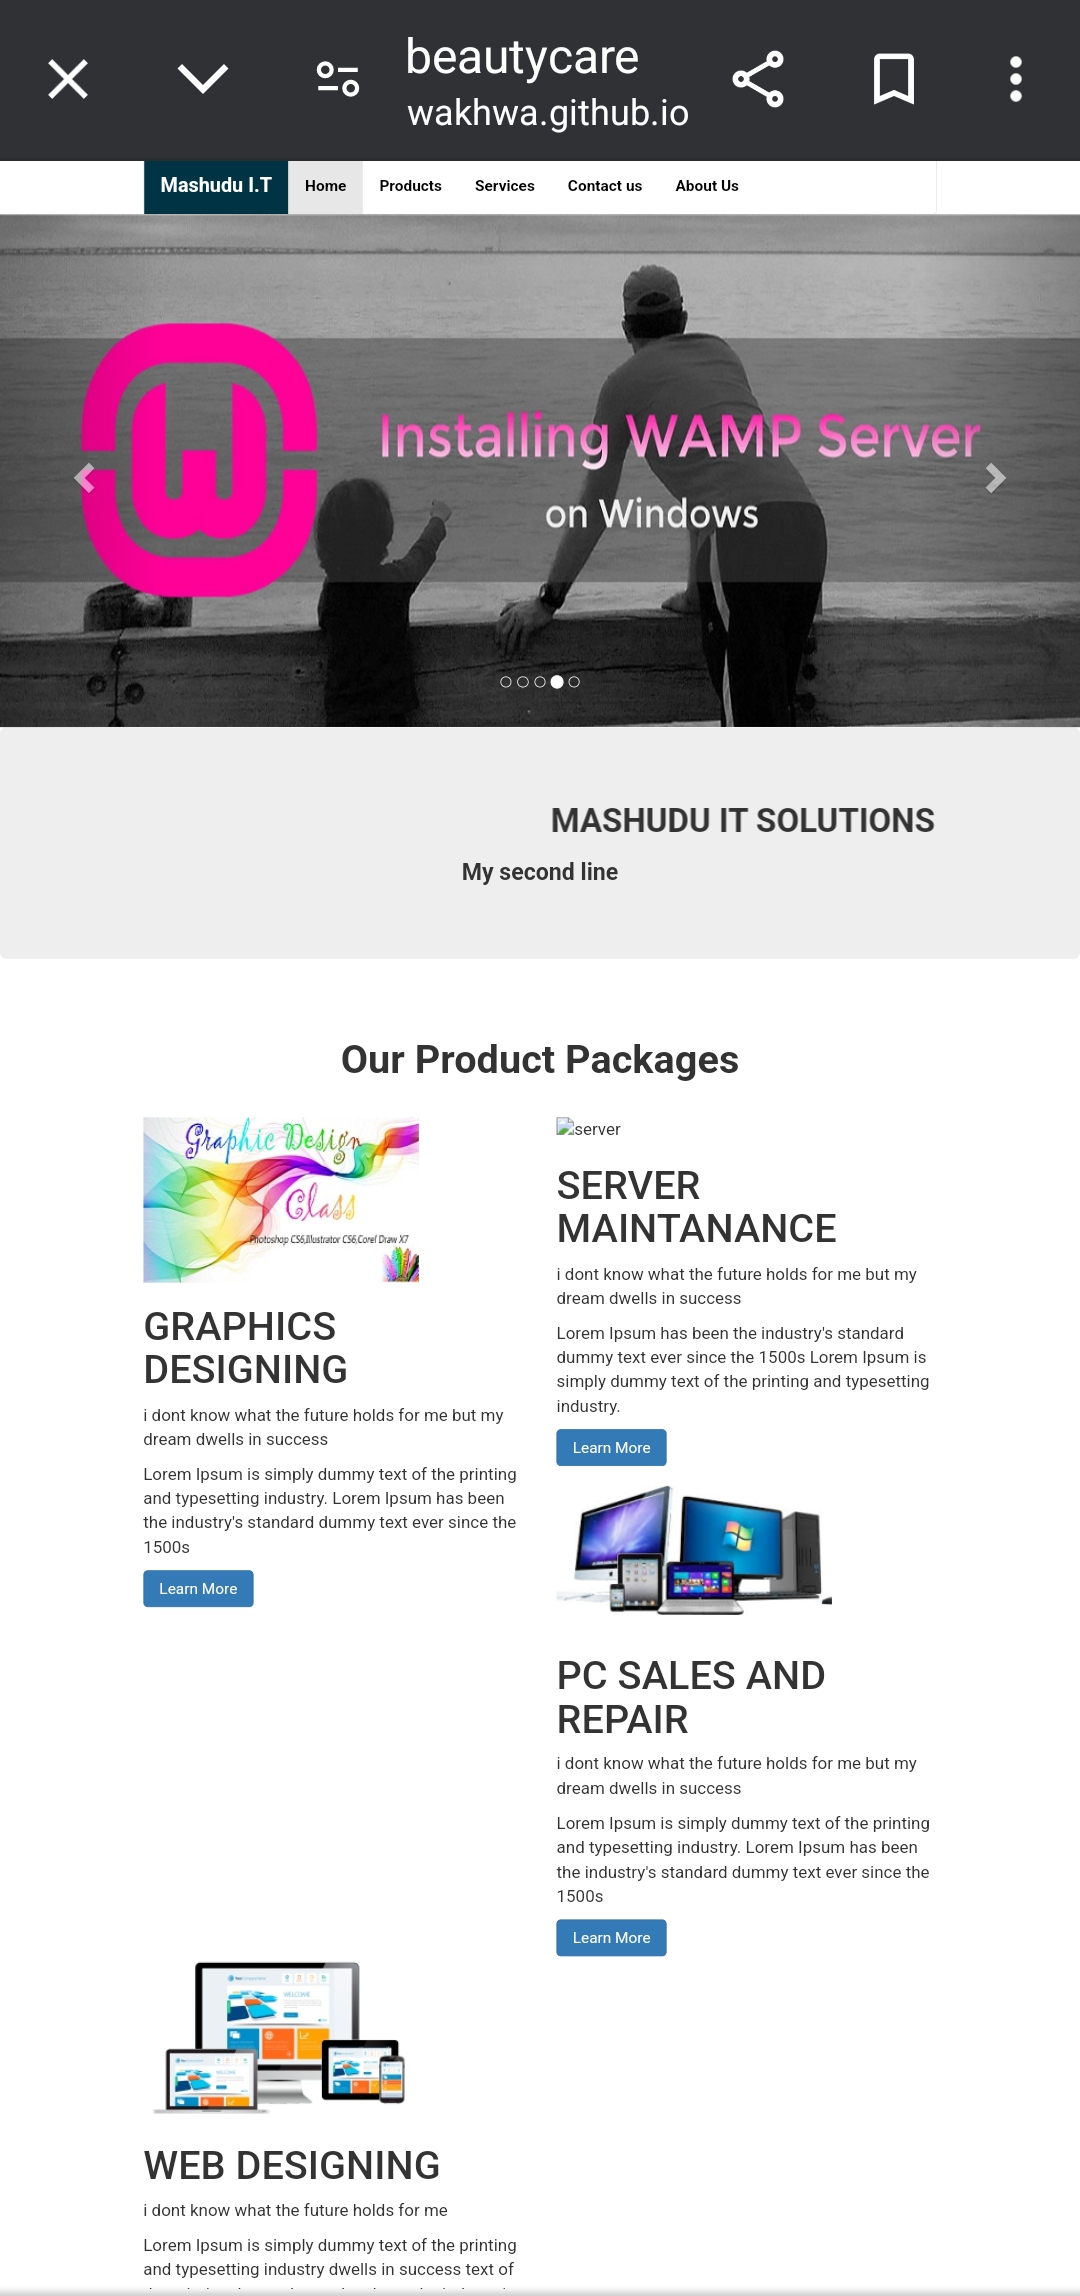 beautycare
wakhwa.github.io
Mashudu I.T
Home
Products
Services
Contact us
About Us
Installing WAMP Server
on Windows
MASHUDU IT SOLUTIONS
My second line
Our Product Packages
Graphic Design
Class
Photoshop CS6,Illustrator CS6,Corel Draw X7
GRAPHICS
DESIGNING
i dont know what the future holds for me but my
dream dwells in success
Lorem Ipsum is simply dummy text of the printing
and typesetting industry. Lorem Ipsum has been
the industry's standard dummy text ever since the
1500s
Learn More
server
SERVER
MAINTANANCE
i dont know what the future holds for me but my
dream dwells in success
Lorem Ipsum has been the industry's standard
dummy text ever since the 1500s Lorem Ipsum is
simply dummy text of the printing and typesetting
industry.
Learn More
PC SALES AND
REPAIR
i dont know what the future holds for me but my
dream dwells in success
Lorem Ipsum is simply dummy text of the printing
and typesetting industry. Lorem Ipsum has been
the industry's standard dummy text ever since the
1500s
Learn More
WELCOME
WEB DESIGNING
i dont know what the future holds for me
Lorem Ipsum is simply dummy text of the printing
and typesetting industry dwells in success text of